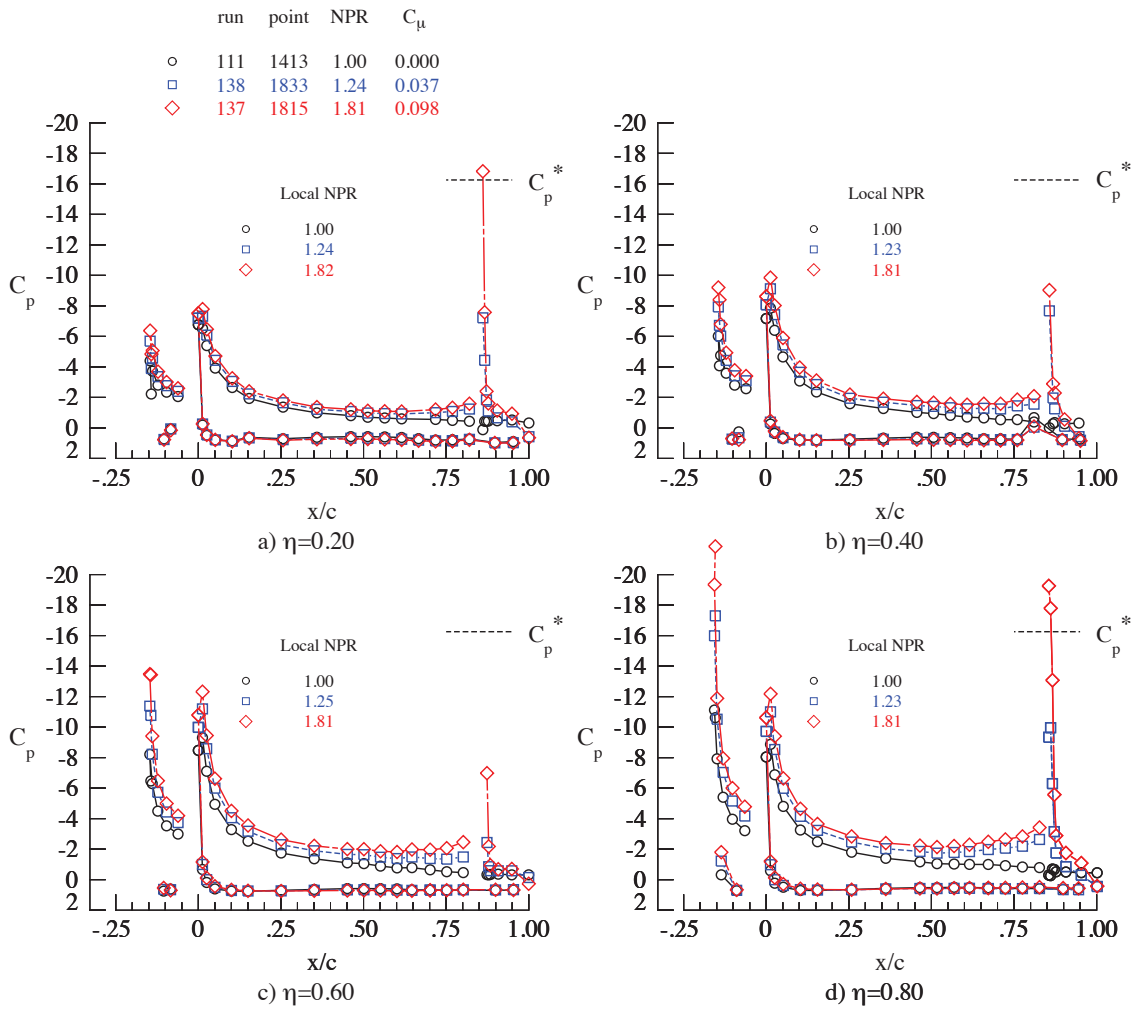 run point NPR Cμ
111 1413 1.00 0.000
138 1833 1.24 0.037
137 1815 1.81 0.098
-20
-18
-16
-14
-12
-10
-8
-6
-4
-2
0
2
Cp
Cp*
Local NPR
1.00
1.24
1.82
-.25 0 .25 .50 .75 1.00
x/c
a) η=0.20
-20
-18
-16
-14
-12
-10
-8
-6
-4
-2
0
2
Cp
Cp*
Local NPR
1.00
1.23
1.81
-.25 0 .25 .50 .75 1.00
x/c
b) η=0.40
-20
-18
-16
-14
-12
-10
-8
-6
-4
-2
0
2
Cp
Cp*
Local NPR
1.00
1.25
1.81
-.25 0 .25 .50 .75 1.00
x/c
c) η=0.60
-20
-18
-16
-14
-12
-10
-8
-6
-4
-2
0
2
Cp
Cp*
Local NPR
1.00
1.23
1.81
-.25 0 .25 .50 .75 1.00
x/c
d) η=0.80